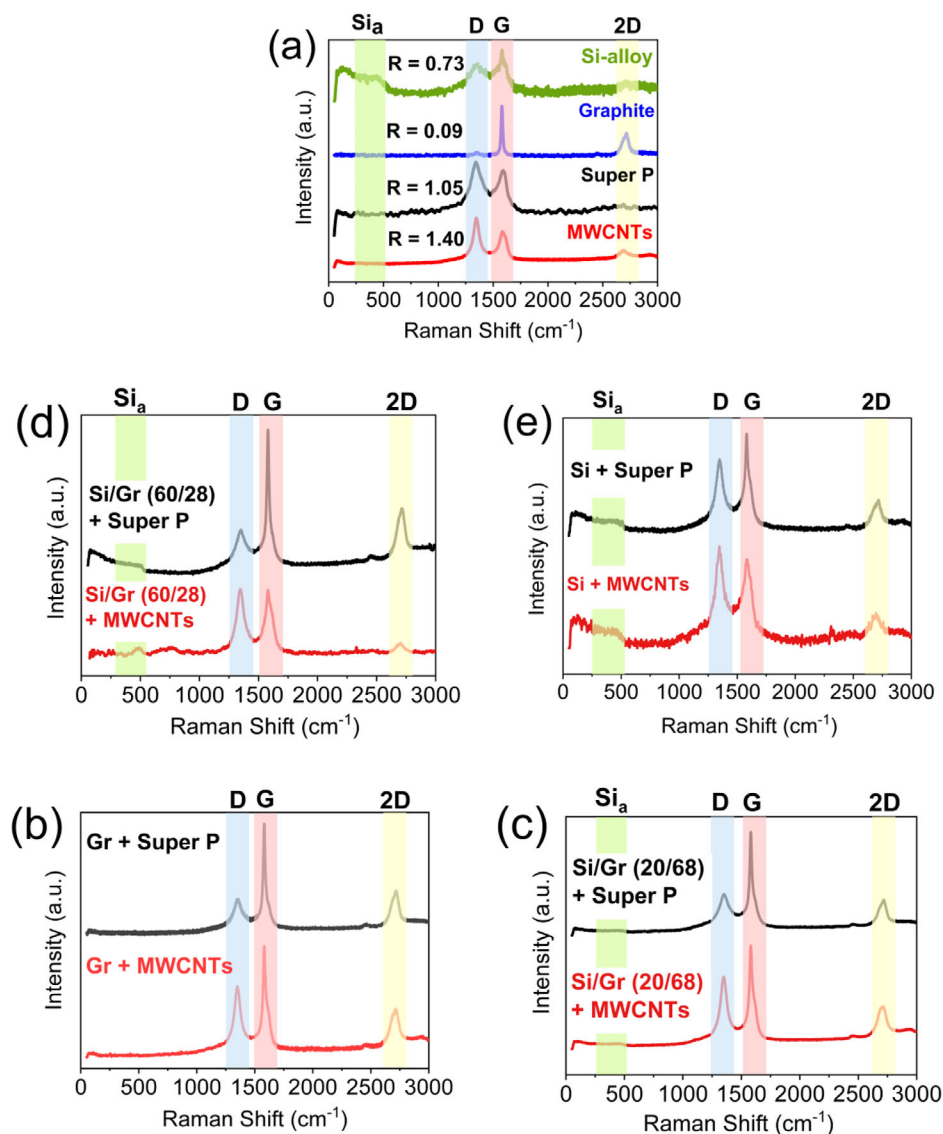 (a)
Si_a D G 2D
Si-alloy
R = 0.73
Graphite
R = 0.09
Super P
R = 1.05
MWCNTs
R = 1.40
Intensity (a.u.)
0 500 1000 1500 2000 2500 3000
Raman Shift (cm⁻¹)
(d)
Si_a D G 2D
Si/Gr (60/28)
+ Super P
Si/Gr (60/28)
+ MWCNTs
Intensity (a.u.)
0 500 1000 1500 2000 2500 3000
Raman Shift (cm⁻¹)
(e)
Si_a D G 2D
Si + Super P
Si + MWCNTs
Intensity (a.u.)
0 500 1000 1500 2000 2500 3000
Raman Shift (cm⁻¹)
(b)
D G 2D
Gr + Super P
Gr + MWCNTs
Intensity (a.u.)
0 500 1000 1500 2000 2500 3000
Raman Shift (cm⁻¹)
(c)
Si_a D G 2D
Si/Gr (20/68)
+ Super P
Si/Gr (20/68)
+ MWCNTs
Intensity (a.u.)
0 500 1000 1500 2000 2500 3000
Raman Shift (cm⁻¹)